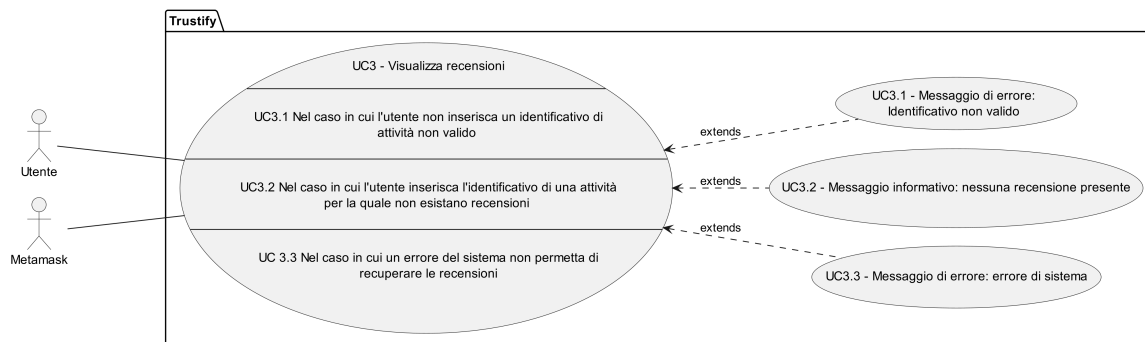 Trustify
UC3 - Visualizza recensioni
UC3.1 Nel caso in cui l'utente non inserisca un identificativo di
attività non valido
UC3.2 Nel caso in cui l'utente inserisca l'identificativo di una attività
per la quale non esistano recensioni
UC 3.3 Nel caso in cui un errore del sistema non permetta di
recuperare le recensioni
Utente
Metamask
extends
extends
extends
UC3.1 - Messaggio di errore:
Identificativo non valido
UC3.2 - Messaggio informativo: nessuna recensione presente
UC3.3 - Messaggio di errore: errore di sistema